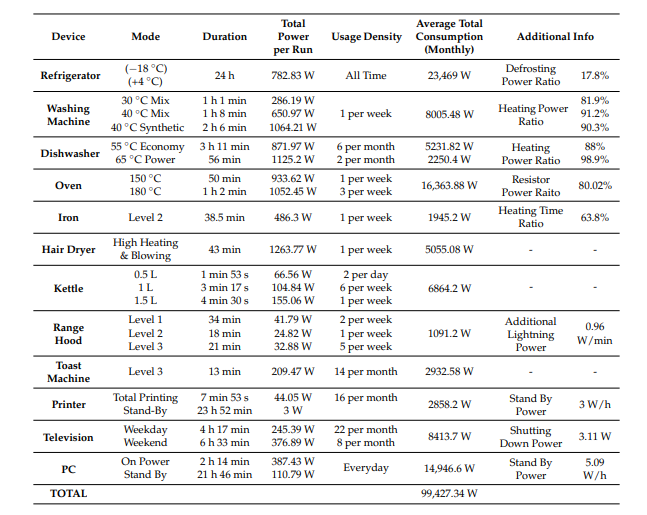 Device Mode Duration Total Power per Run Usage Density Average Total Consumption (Monthly) Additional Info
Refrigerator (−18 °C) (+4 °C) 24 h 782.83 W All Time 23,469 W Defrosting Power Ratio 17.8%
Washing Machine 30 °C Mix 1 h 1 min 286.19 W 1 per week 8005.48 W Heating Power Ratio 81.9%
40 °C Mix 1 h 8 min 650.97 W 91.2%
40 °C Synthetic 2 h 6 min 1064.21 W 90.3%
Dishwasher 55 °C Economy 3 h 11 min 871.97 W 6 per month 5231.82 W Heating Power Ratio 88%
65 °C Power 56 min 1125.2 W 2 per month 2250.4 W 98.9%
Oven 150 °C 50 min 933.62 W 1 per week 16,363.88 W Resistor Power Raito 80.02%
180 °C 1 h 2 min 1052.45 W 3 per week
Iron Level 2 38.5 min 486.3 W 1 per week 1945.2 W Heating Time Ratio 63.8%
Hair Dryer High Heating & Blowing 43 min 1263.77 W 1 per week 5055.08 W - -
Kettle 0.5 L 1 min 53 s 66.56 W 2 per day 6864.2 W - -
1 L 3 min 17 s 104.84 W 6 per week
1.5 L 4 min 30 s 155.06 W 1 per week
Range Hood Level 1 34 min 41.79 W 2 per week 1091.2 W Additional Lightning Power 0.96 W/min
Level 2 18 min 24.82 W 1 per week
Level 3 21 min 32.88 W 5 per week
Toast Machine Level 3 13 min 209.47 W 14 per month 2932.58 W - -
Printer Total Printing 7 min 53 s 44.05 W 16 per month 2858.2 W Stand By Power 3 W/h
Stand-By 23 h 52 min 3 W
Television Weekday 4 h 17 min 245.39 W 22 per month 8413.7 W Shutting Down Power 3.11 W
Weekend 6 h 33 min 376.89 W 8 per month
PC On Power 2 h 14 min 387.43 W Everyday 14,946.6 W Stand By Power 5.09 W/h
Stand By 21 h 46 min 110.79 W
TOTAL 99,427.34 W